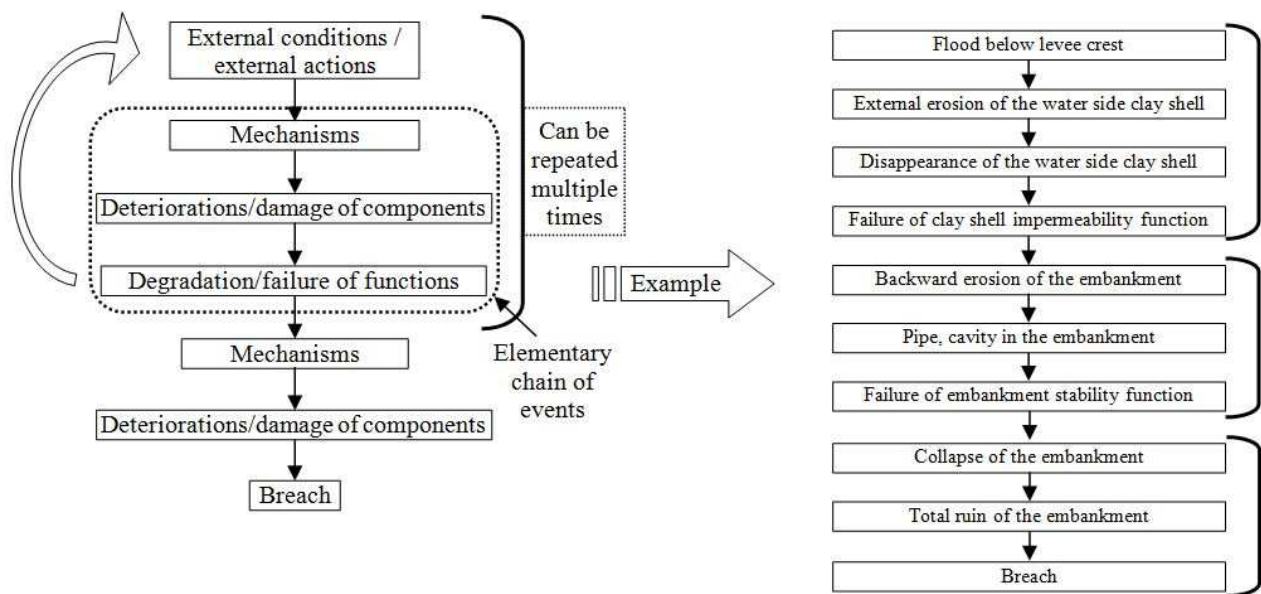 External conditions /
external actions
Mechanisms
Deteriorations/damage of components
Degradation/failure of functions
Mechanisms
Deteriorations/damage of components
Breach
Can be
repeated
multiple
times
Elementary
chain of
events
Example
Flood below levee crest
External erosion of the water side clay shell
Disappearance of the water side clay shell
Failure of clay shell impermeability function
Backward erosion of the embankment
Pipe, cavity in the embankment
Failure of embankment stability function
Collapse of the embankment
Total ruin of the embankment
Breach